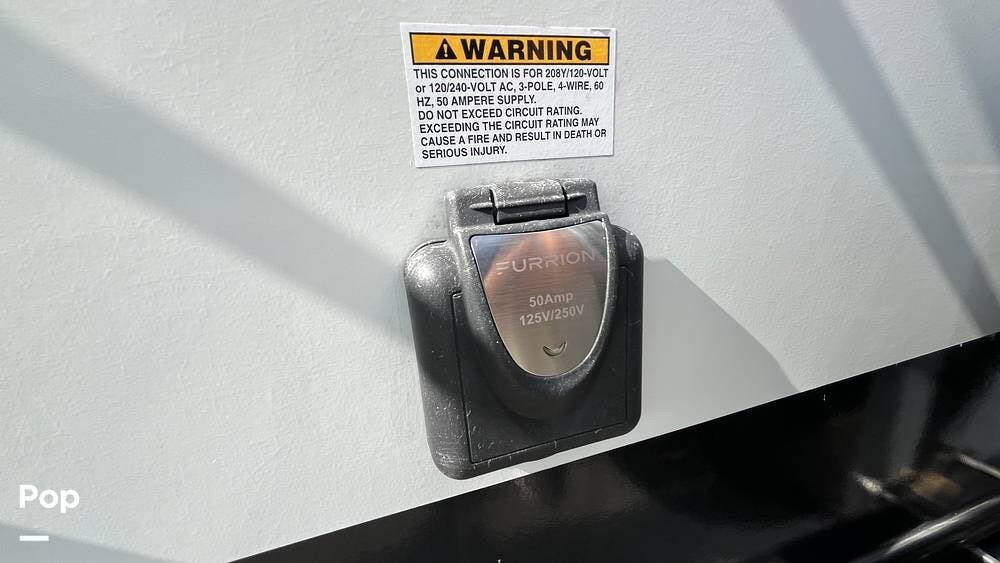 WARNING
THIS CONNECTION IS FOR 208Y/120-VOLT
or 120/240-VOLT AC, 3-POLE, 4-WIRE, 60
HZ, 50 AMPERE SUPPLY.
DO NOT EXCEED CIRCUIT RATING.
EXCEEDING THE CIRCUIT RATING MAY
CAUSE A FIRE AND RESULT IN DEATH OR
SERIOUS INJURY.
FURRION
50Amp
125V/250V
Pop